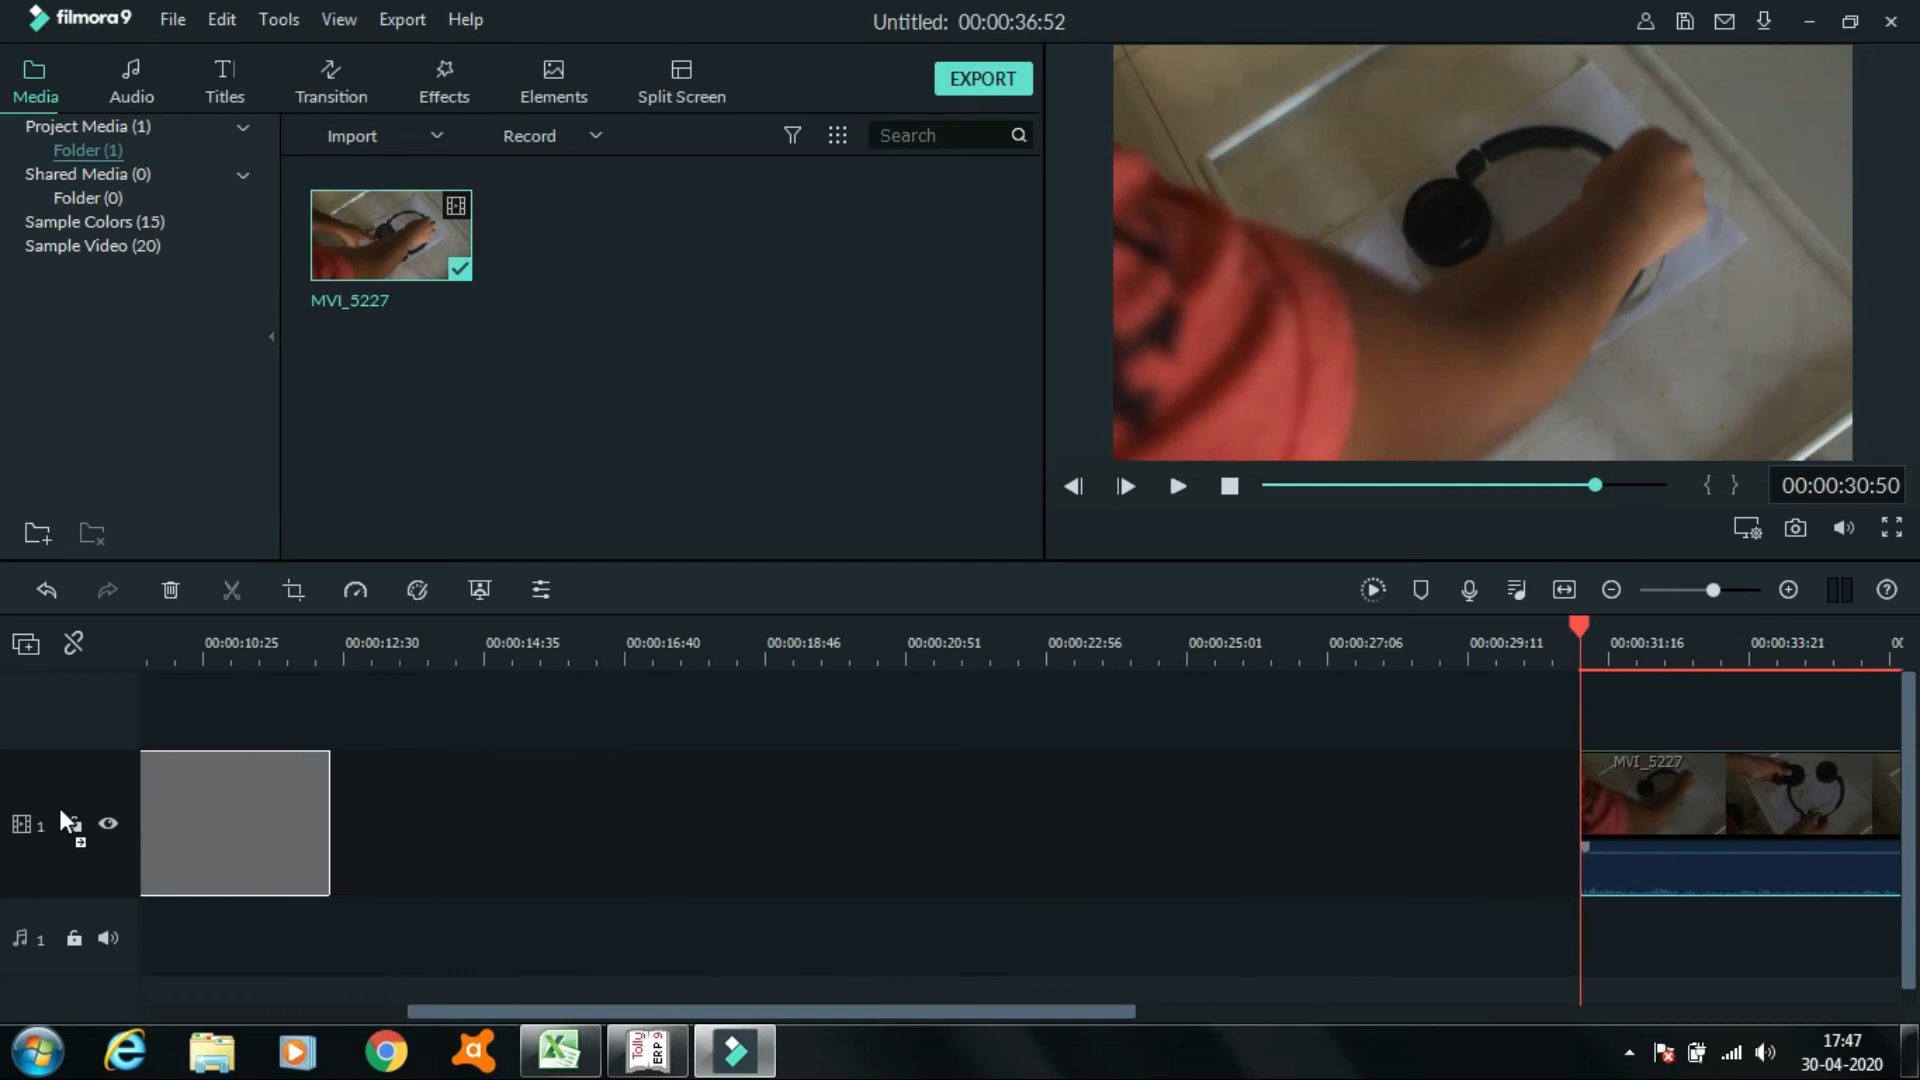 filmora9 File Edit Tools View Export Help Untitled: 00:00:36:52
Media Audio Titles Transition Effects Elements Split Screen EXPORT
Project Media (1)
Folder (1)
Shared Media (0)
Folder (0)
Sample Colors (15)
Sample Video (20)
Import Record Search
MVI_5227
00:00:30:50
00:00:10:25 00:00:12:30 00:00:14:35 00:00:16:40 00:00:18:46 00:00:20:51 00:00:22:56 00:00:25:01 00:00:27:06 00:00:29:11 00:00:31:16 00:00:33:21 00
MVI_5227
1
1
Tally ERP 9
17:47
30-04-2020